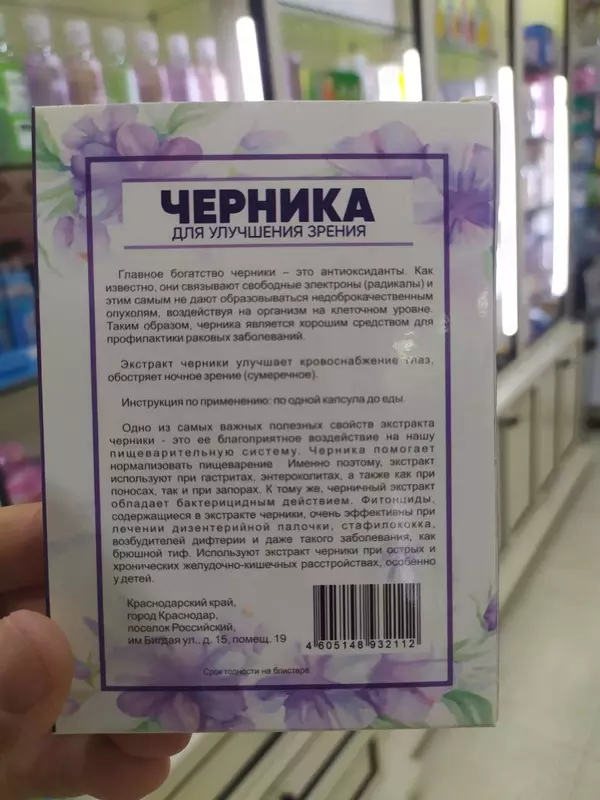 ЧЕРНИКА
ДЛЯ УЛУЧШЕНИЯ ЗРЕНИЯ
Главное богатство черники – это антиоксиданты. Как
известно, они связывают свободные электроны (радикалы) и
этим самым не дают образовываться недоброкачественным
опухолям, воздействуя на организм на клеточном уровне.
Таким образом, черника является хорошим средством для
профилактики раковых заболеваний.
Экстракт черники улучшает кровоснабжение глаз,
обостряет ночное зрение (сумеречное).
Инструкция по применению: по одной капсула до еды.
Одно из самых важных полезных свойств экстракта
черники - это ее благоприятное воздействие на нашу
пищеварительную систему. Черника помогает
нормализовать пищеварение Именно поэтому, экстракт
используют при гастритах, энтероколитах, а также как при
поносах, так и при запорах. К тому же, черничный экстракт
обладает бактерицидным действием. Фитонциды,
содержащиеся в экстракте черники, очень эффективны при
лечении дизентерийной палочки, стафилококка,
возбудителей дифтерии и даже такого заболевания, как
брюшной тиф. Используют экстракт черники при острых и
хронических желудочно-кишечных расстройствах, особенно
у детей.
Краснодарский край,
город Краснодар,
поселок Российский,
им Бигдая ул., д. 15, помещ. 19
4 605148 932112
Срок годности на блистере